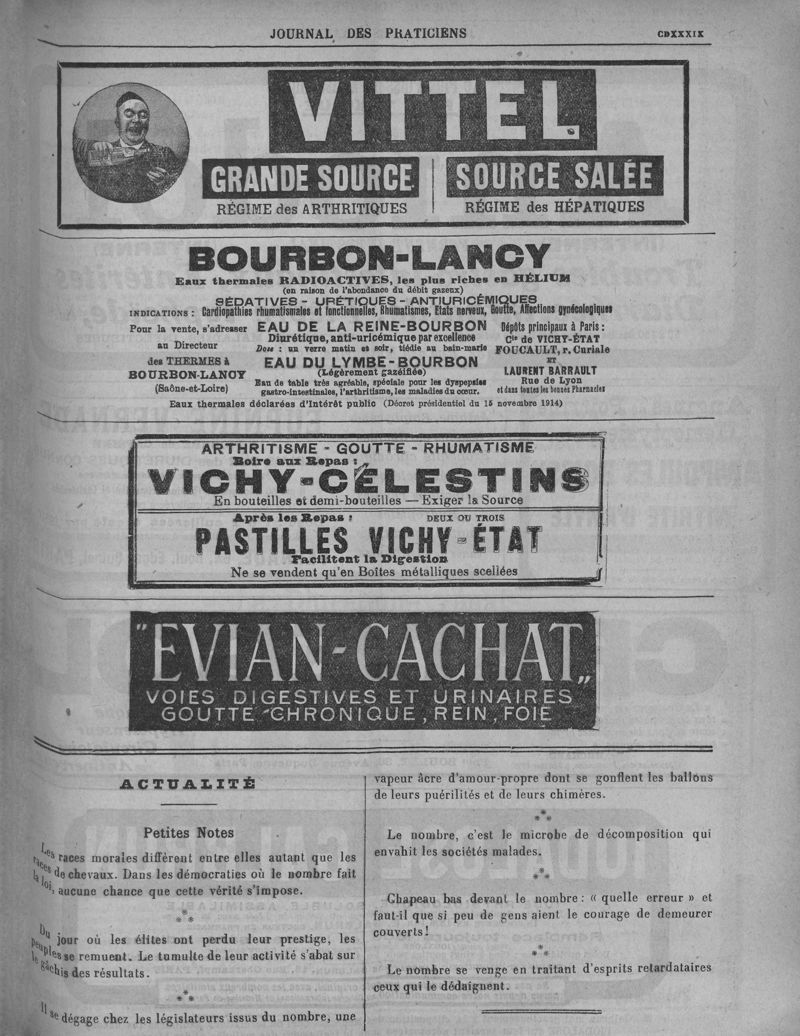 JOURNAL DES PRATICIENS
CDXXXIX
VITTEL
GRANDE SOURCE
RÉGIME des ARTHRITIQUES
SOURCE SALÉE
RÉGIME des HÉPATIQUES
BOURBON-LANCY
Eaux thermales RADIOACTIVES, les plus riches en HÉLIUM
(en raison de l'abondance du débit gazeux)
SÉDATIVES - URÉTIQUES - ANTIURICÉMIQUES
INDICATIONS : Cardiopathies rhumatismales et fonctionnelles, Rhumatismes, Etats nerveux, Goutte, Affections gynécologiques
Pour la vente, s'adresser
au Directeur
des THERMES à
BOURBON-LANCY
(Saône-et-Loire)
EAU DE LA REINE-BOURBON
Diurétique, anti-uricémique par excellence
Dose : un verre matin et soir, tiédie au bain-marie
EAU DU LYMBE-BOURBON
(Légèrement gazéifiée)
Eau de table très agréable, spéciale pour les dyspepsies
gastro-intestinales, l'arthritisme, les maladies du cœur.
Dépôts principaux à Paris :
Cie de VICHY-ÉTAT
FOUCAULT, r. Curiale
ET
LAURENT BARRAULT
Rue de Lyon
et dans toutes les bonnes Pharmacies
Eaux thermales déclarées d'Intérêt public (Décret présidentiel du 15 novembre 1914)
ARTHRITISME - GOUTTE - RHUMATISME
Boire aux Repas :
VICHY-CÉLESTINS
En bouteilles et demi-bouteilles — Exiger la Source
Après les Repas : DEUX OU TROIS
PASTILLES VICHY-ÉTAT
Facilitent la Digestion
Ne se vendent qu'en Boîtes métalliques scellées
"EVIAN-CACHAT„
VOIES DIGESTIVES ET URINAIRES
GOUTTE CHRONIQUE, REIN, FOIE
ACTUALITÉ
Petites Notes
Les races morales diffèrent entre elles autant que les
races de chevaux. Dans les démocraties où le nombre fait
la loi, aucune chance que cette vérité s'impose.
***
Du jour où les élites ont perdu leur prestige, les
peuples se remuent. Le tumulte de leur activité s'abat sur
le gâchis des résultats.
***
Il se dégage chez les législateurs issus du nombre, une
vapeur âcre d'amour-propre dont se gonflent les ballons
de leurs puérilités et de leurs chimères.
***
Le nombre, c'est le microbe de décomposition qui
envahit les sociétés malades.
***
Chapeau bas devant le nombre : « quelle erreur » et
faut-il que si peu de gens aient le courage de demeurer
couverts !
***
Le nombre se venge en traitant d'esprits retardataires
ceux qui le dédaignent.